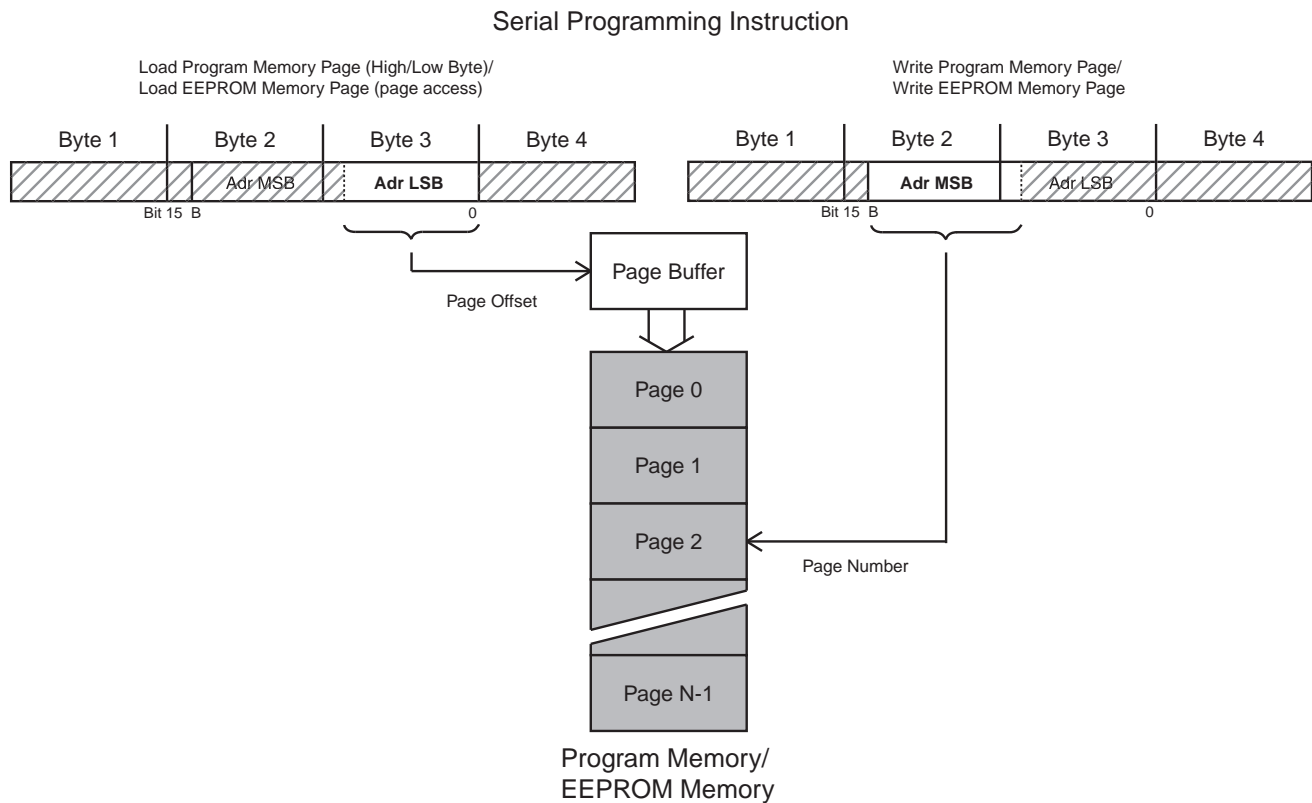 Serial Programming Instruction
Load Program Memory Page (High/Low Byte)/
Load EEPROM Memory Page (page access)
Write Program Memory Page/
Write EEPROM Memory Page
Byte 1
Byte 2
Byte 3
Byte 4
Byte 1
Byte 2
Byte 3
Byte 4
Adr MSB
Adr LSB
Adr MSB
Adr LSB
Bit 15 B
0
Bit 15 B
0
Page Buffer
Page Offset
Page 0
Page 1
Page 2
Page Number
Page N-1
Program Memory/
EEPROM Memory